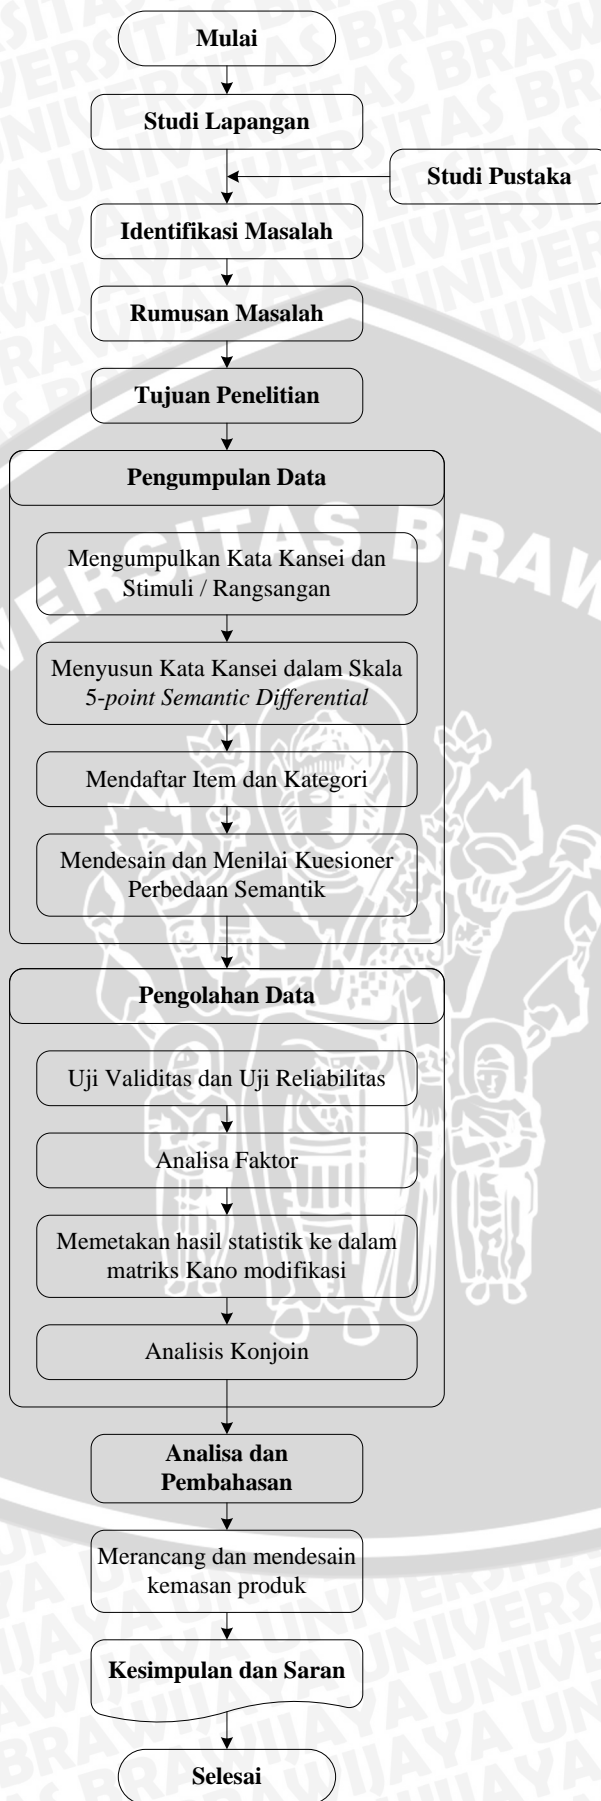 Mulai
Studi Lapangan
Studi Pustaka
Identifikasi Masalah
Rumusan Masalah
Tujuan Penelitian
Pengumpulan Data
Mengumpulkan Kata Kansei dan
Stimuli / Rangsangan
Menyusun Kata Kansei dalam Skala
5-point Semantic Differential
Mendaftar Item dan Kategori
Mendesain dan Menilai Kuesioner
Perbedaan Semantik
Pengolahan Data
Uji Validitas dan Uji Reliabilitas
Analisa Faktor
Memetakan hasil statistik ke dalam
matriks Kano modifikasi
Analisis Konjoin
Analisa dan
Pembahasan
Merancang dan mendesain
kemasan produk
Kesimpulan dan Saran
Selesai